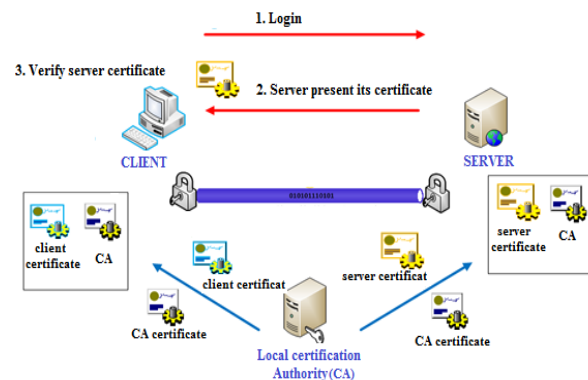 1. Login
3. Verify server certificate
2. Server present its certificate
CLIENT
SERVER
010101110101
client
certificate
CA
server
certificate
CA
client certificat
server certificat
CA certificate
CA certificate
Local certification
Authority(CA)